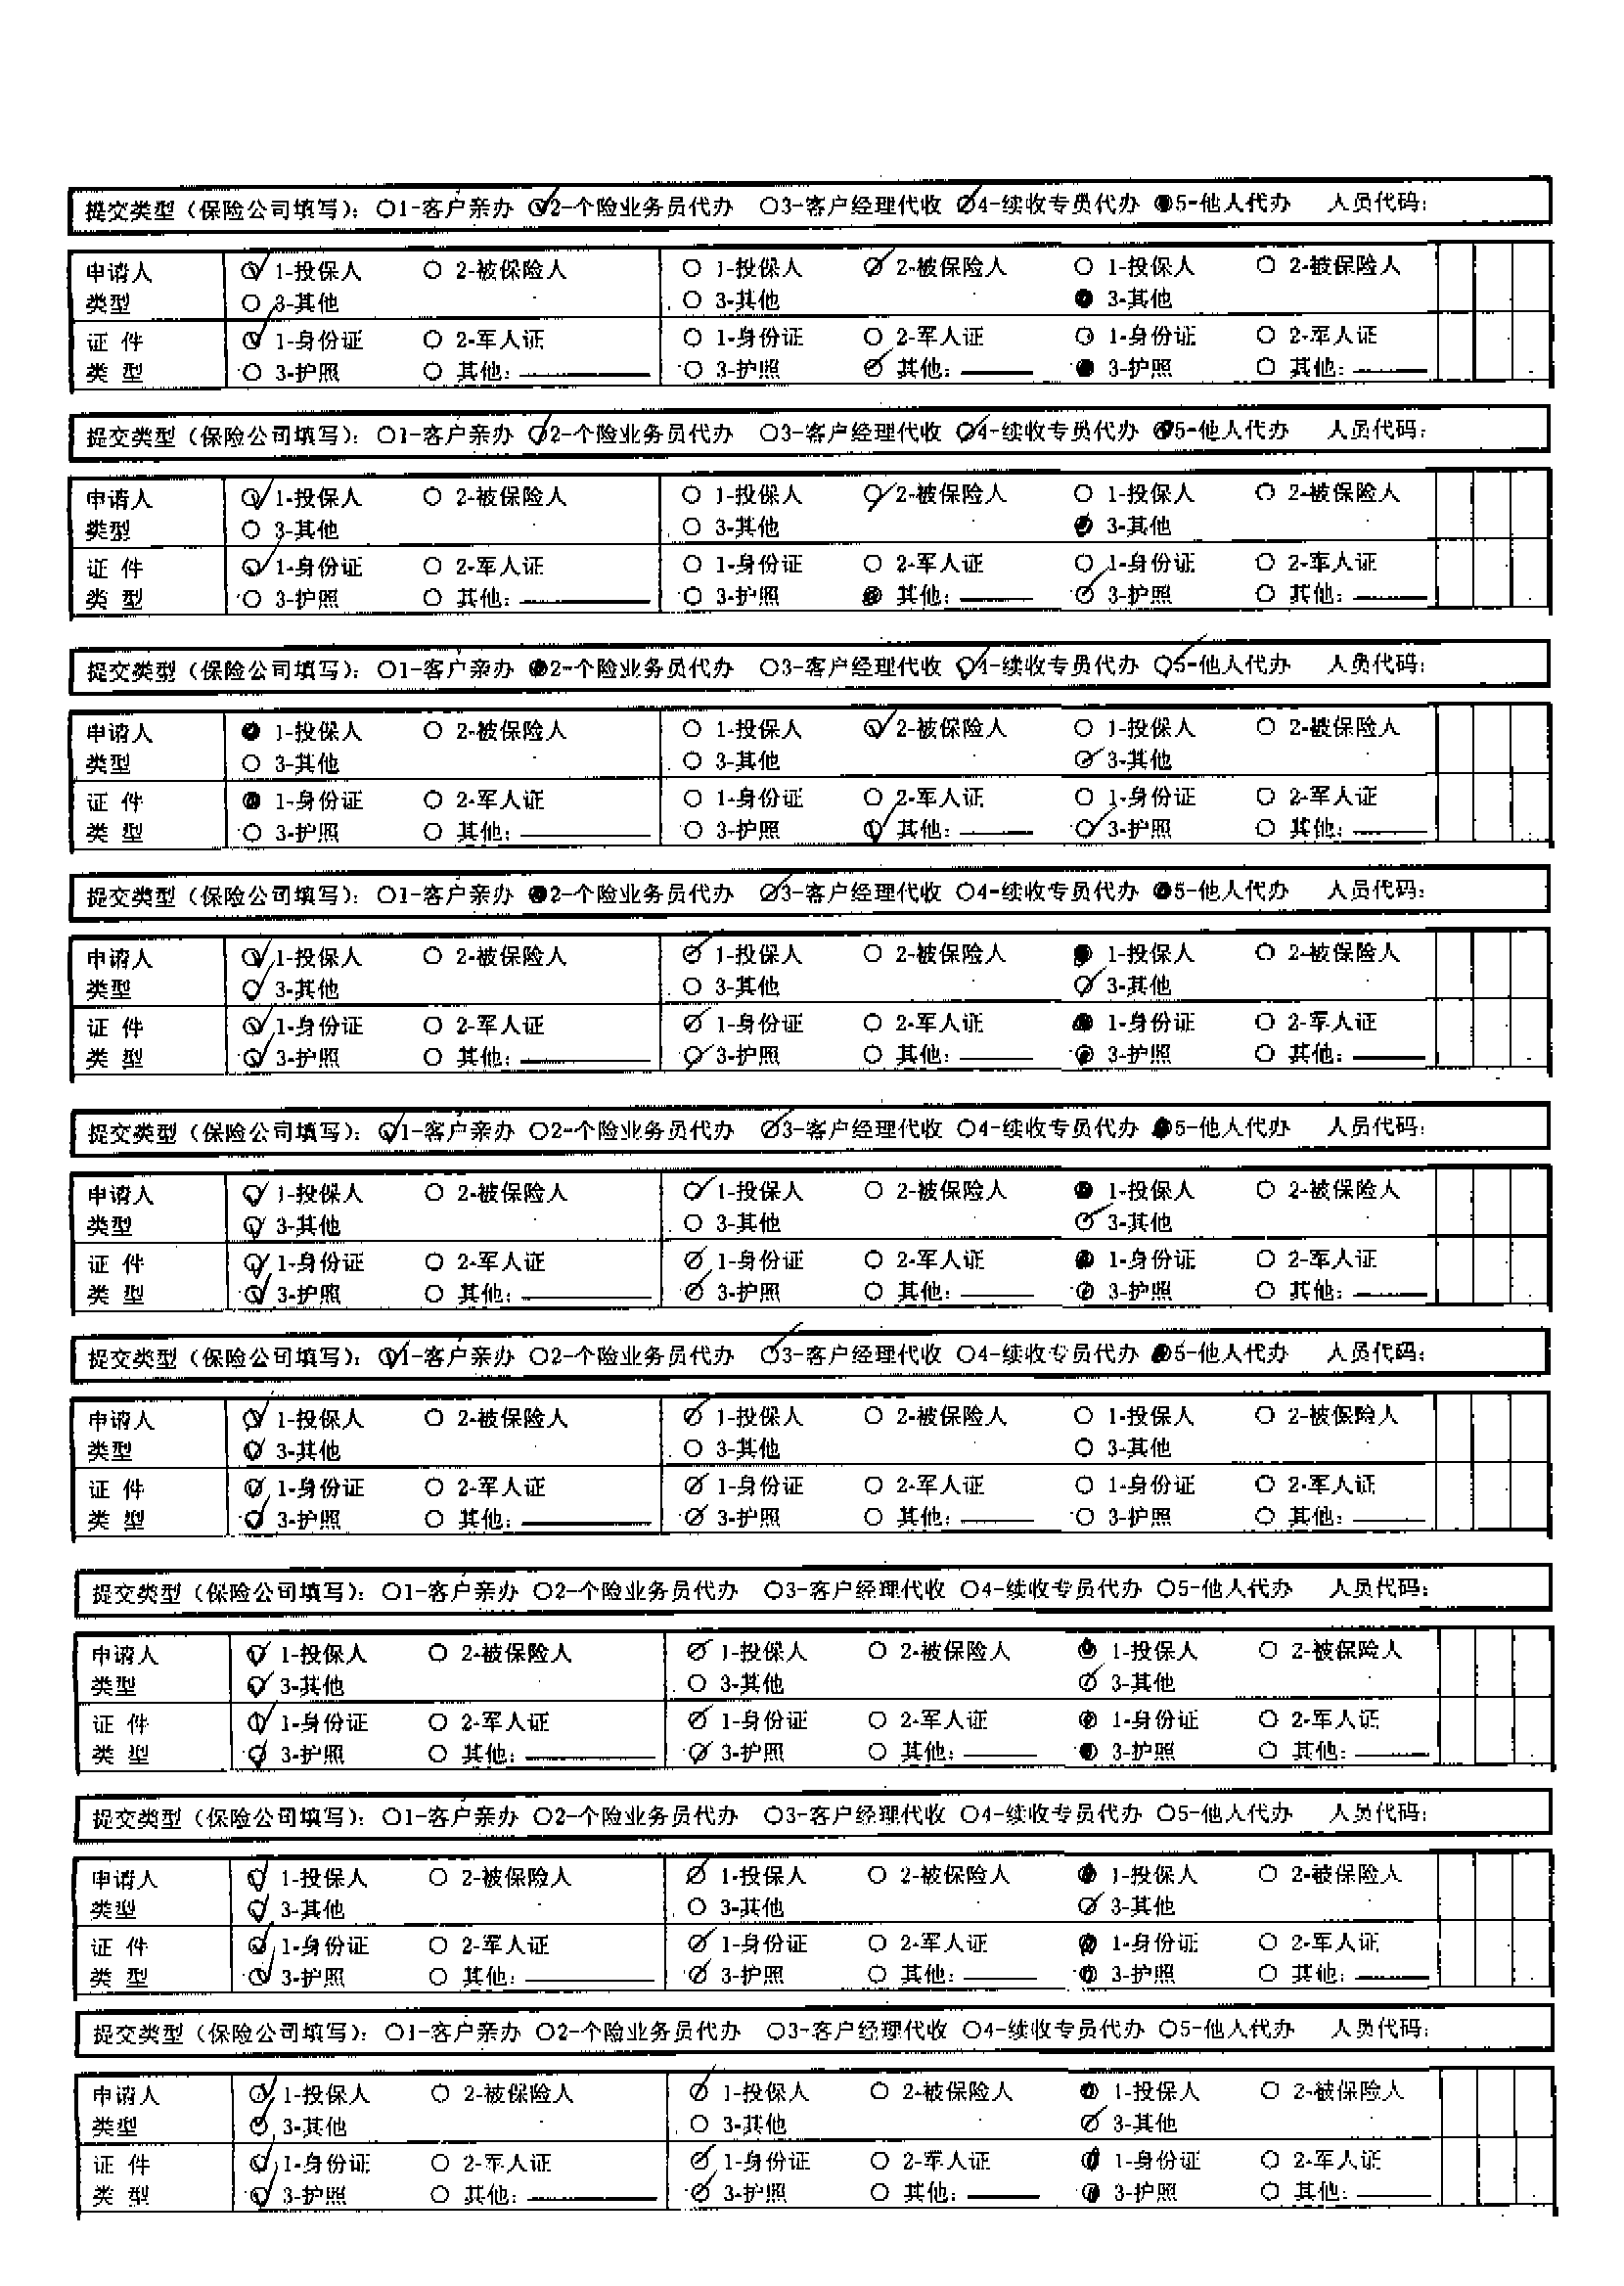 提交类型（保险公司填写）：○1-客户亲办 ○2-个险业务员代办 ○3-客户经理代收 ○4-续收专员代办 ○5-他人代办 人员代码：
申请人 ○ 1-投保人 ○ 2-被保险人 ○ 1-投保人 ○ 2-被保险人 ○ 1-投保人 ○ 2-被保险人
类型 ○ 3-其他 ○ 3-其他 ○ 3-其他
证 件 ○ 1-身份证 ○ 2-军人证 ○ 1-身份证 ○ 2-军人证 ○ 1-身份证 ○ 2-军人证
类 型 ○ 3-护照 ○ 其他： ○ 3-护照 ○ 其他： ○ 3-护照 ○ 其他：
提交类型（保险公司填写）：○1-客户亲办 ○2-个险业务员代办 ○3-客户经理代收 ○4-续收专员代办 ○5-他人代办 人员代码：
申请人 ○ 1-投保人 ○ 2-被保险人 ○ 1-投保人 ○ 2-被保险人 ○ 1-投保人 ○ 2-被保险人
类型 ○ 3-其他 ○ 3-其他 ○ 3-其他
证 件 ○ 1-身份证 ○ 2-军人证 ○ 1-身份证 ○ 2-军人证 ○ 1-身份证 ○ 2-军人证
类 型 ○ 3-护照 ○ 其他： ○ 3-护照 ○ 其他： ○ 3-护照 ○ 其他：
提交类型（保险公司填写）：○1-客户亲办 ○2-个险业务员代办 ○3-客户经理代收 ○4-续收专员代办 ○5-他人代办 人员代码：
申请人 ○ 1-投保人 ○ 2-被保险人 ○ 1-投保人 ○ 2-被保险人 ○ 1-投保人 ○ 2-被保险人
类型 ○ 3-其他 ○ 3-其他 ○ 3-其他
证 件 ○ 1-身份证 ○ 2-军人证 ○ 1-身份证 ○ 2-军人证 ○ 1-身份证 ○ 2-军人证
类 型 ○ 3-护照 ○ 其他： ○ 3-护照 ○ 其他： ○ 3-护照 ○ 其他：
提交类型（保险公司填写）：○1-客户亲办 ○2-个险业务员代办 ○3-客户经理代收 ○4-续收专员代办 ○5-他人代办 人员代码：
申请人 ○ 1-投保人 ○ 2-被保险人 ○ 1-投保人 ○ 2-被保险人 ○ 1-投保人 ○ 2-被保险人
类型 ○ 3-其他 ○ 3-其他 ○ 3-其他
证 件 ○ 1-身份证 ○ 2-军人证 ○ 1-身份证 ○ 2-军人证 ○ 1-身份证 ○ 2-军人证
类 型 ○ 3-护照 ○ 其他： ○ 3-护照 ○ 其他： ○ 3-护照 ○ 其他：
提交类型（保险公司填写）：○1-客户亲办 ○2-个险业务员代办 ○3-客户经理代收 ○4-续收专员代办 ○5-他人代办 人员代码：
申请人 ○ 1-投保人 ○ 2-被保险人 ○ 1-投保人 ○ 2-被保险人 ○ 1-投保人 ○ 2-被保险人
类型 ○ 3-其他 ○ 3-其他 ○ 3-其他
证 件 ○ 1-身份证 ○ 2-军人证 ○ 1-身份证 ○ 2-军人证 ○ 1-身份证 ○ 2-军人证
类 型 ○ 3-护照 ○ 其他： ○ 3-护照 ○ 其他： ○ 3-护照 ○ 其他：
提交类型（保险公司填写）：○1-客户亲办 ○2-个险业务员代办 ○3-客户经理代收 ○4-续收专员代办 ○5-他人代办 人员代码：
申请人 ○ 1-投保人 ○ 2-被保险人 ○ 1-投保人 ○ 2-被保险人 ○ 1-投保人 ○ 2-被保险人
类型 ○ 3-其他 ○ 3-其他 ○ 3-其他
证 件 ○ 1-身份证 ○ 2-军人证 ○ 1-身份证 ○ 2-军人证 ○ 1-身份证 ○ 2-军人证
类 型 ○ 3-护照 ○ 其他： ○ 3-护照 ○ 其他： ○ 3-护照 ○ 其他：
提交类型（保险公司填写）：○1-客户亲办 ○2-个险业务员代办 ○3-客户经理代收 ○4-续收专员代办 ○5-他人代办 人员代码：
申请人 ○ 1-投保人 ○ 2-被保险人 ○ 1-投保人 ○ 2-被保险人 ○ 1-投保人 ○ 2-被保险人
类型 ○ 3-其他 ○ 3-其他 ○ 3-其他
证 件 ○ 1-身份证 ○ 2-军人证 ○ 1-身份证 ○ 2-军人证 ○ 1-身份证 ○ 2-军人证
类 型 ○ 3-护照 ○ 其他： ○ 3-护照 ○ 其他： ○ 3-护照 ○ 其他：
提交类型（保险公司填写）：○1-客户亲办 ○2-个险业务员代办 ○3-客户经理代收 ○4-续收专员代办 ○5-他人代办 人员代码：
申请人 ○ 1-投保人 ○ 2-被保险人 ○ 1-投保人 ○ 2-被保险人 ○ 1-投保人 ○ 2-被保险人
类型 ○ 3-其他 ○ 3-其他 ○ 3-其他
证 件 ○ 1-身份证 ○ 2-军人证 ○ 1-身份证 ○ 2-军人证 ○ 1-身份证 ○ 2-军人证
类 型 ○ 3-护照 ○ 其他： ○ 3-护照 ○ 其他： ○ 3-护照 ○ 其他：
提交类型（保险公司填写）：○1-客户亲办 ○2-个险业务员代办 ○3-客户经理代收 ○4-续收专员代办 ○5-他人代办 人员代码：
申请人 ○ 1-投保人 ○ 2-被保险人 ○ 1-投保人 ○ 2-被保险人 ○ 1-投保人 ○ 2-被保险人
类型 ○ 3-其他 ○ 3-其他 ○ 3-其他
证 件 ○ 1-身份证 ○ 2-军人证 ○ 1-身份证 ○ 2-军人证 ○ 1-身份证 ○ 2-军人证
类 型 ○ 3-护照 ○ 其他： ○ 3-护照 ○ 其他： ○ 3-护照 ○ 其他：